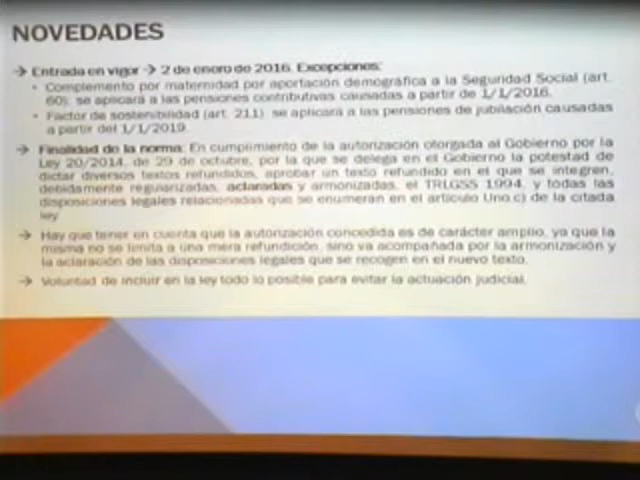 NOVEDADES
→ Entrada en vigor → 2 de enero de 2016. Excepciones:
• Complemento por maternidad por aportación demográfica a la Seguridad Social (art.
60): se aplicará a las pensiones contributivas causadas a partir de 1/1/2016.
• Factor de sostenibilidad (art. 211): se aplicará a las pensiones de jubilación causadas
a partir del 1/1/2019.
→ Finalidad de la norma: En cumplimiento de la autorización otorgada al Gobierno por la
Ley 20/2014, de 29 de octubre, por la que se delega en el Gobierno la potestad de
dictar diversos textos refundidos, aprobar un texto refundido en el que se integren,
debidamente regularizadas, aclaradas y armonizadas, el TRLGSS 1994, y todas las
disposiciones legales relacionadas que se enumeran en el artículo Uno.c) de la citada
ley
→ Hay que tener en cuenta que la autorización concedida es de carácter amplio, ya que la
misma no se limita a una mera refundición, sino va acompañada por la armonización y
la aclaración de las disposiciones legales que se recogen en el nuevo texto.
→ Voluntad de incluir en la ley todo lo posible para evitar la actuación judicial.